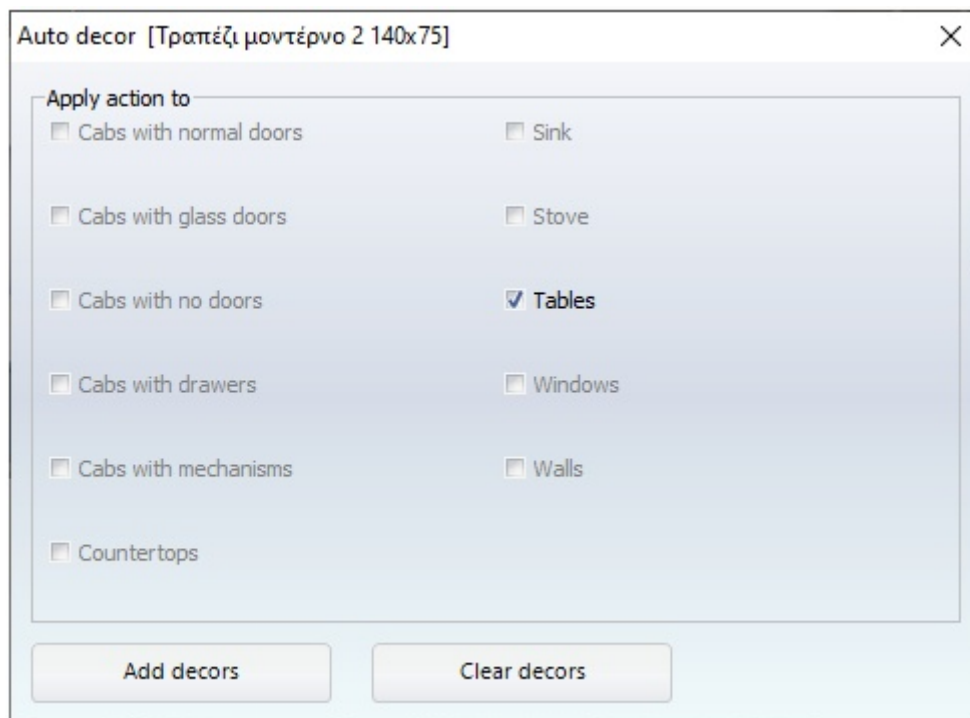 Auto decor [Τραπέζι μοντέρνο 2 140x75]
Apply action to
Cabs with normal doors
Sink
Cabs with glass doors
Stove
Cabs with no doors
Tables
Cabs with drawers
Windows
Cabs with mechanisms
Walls
Countertops
Add decors
Clear decors